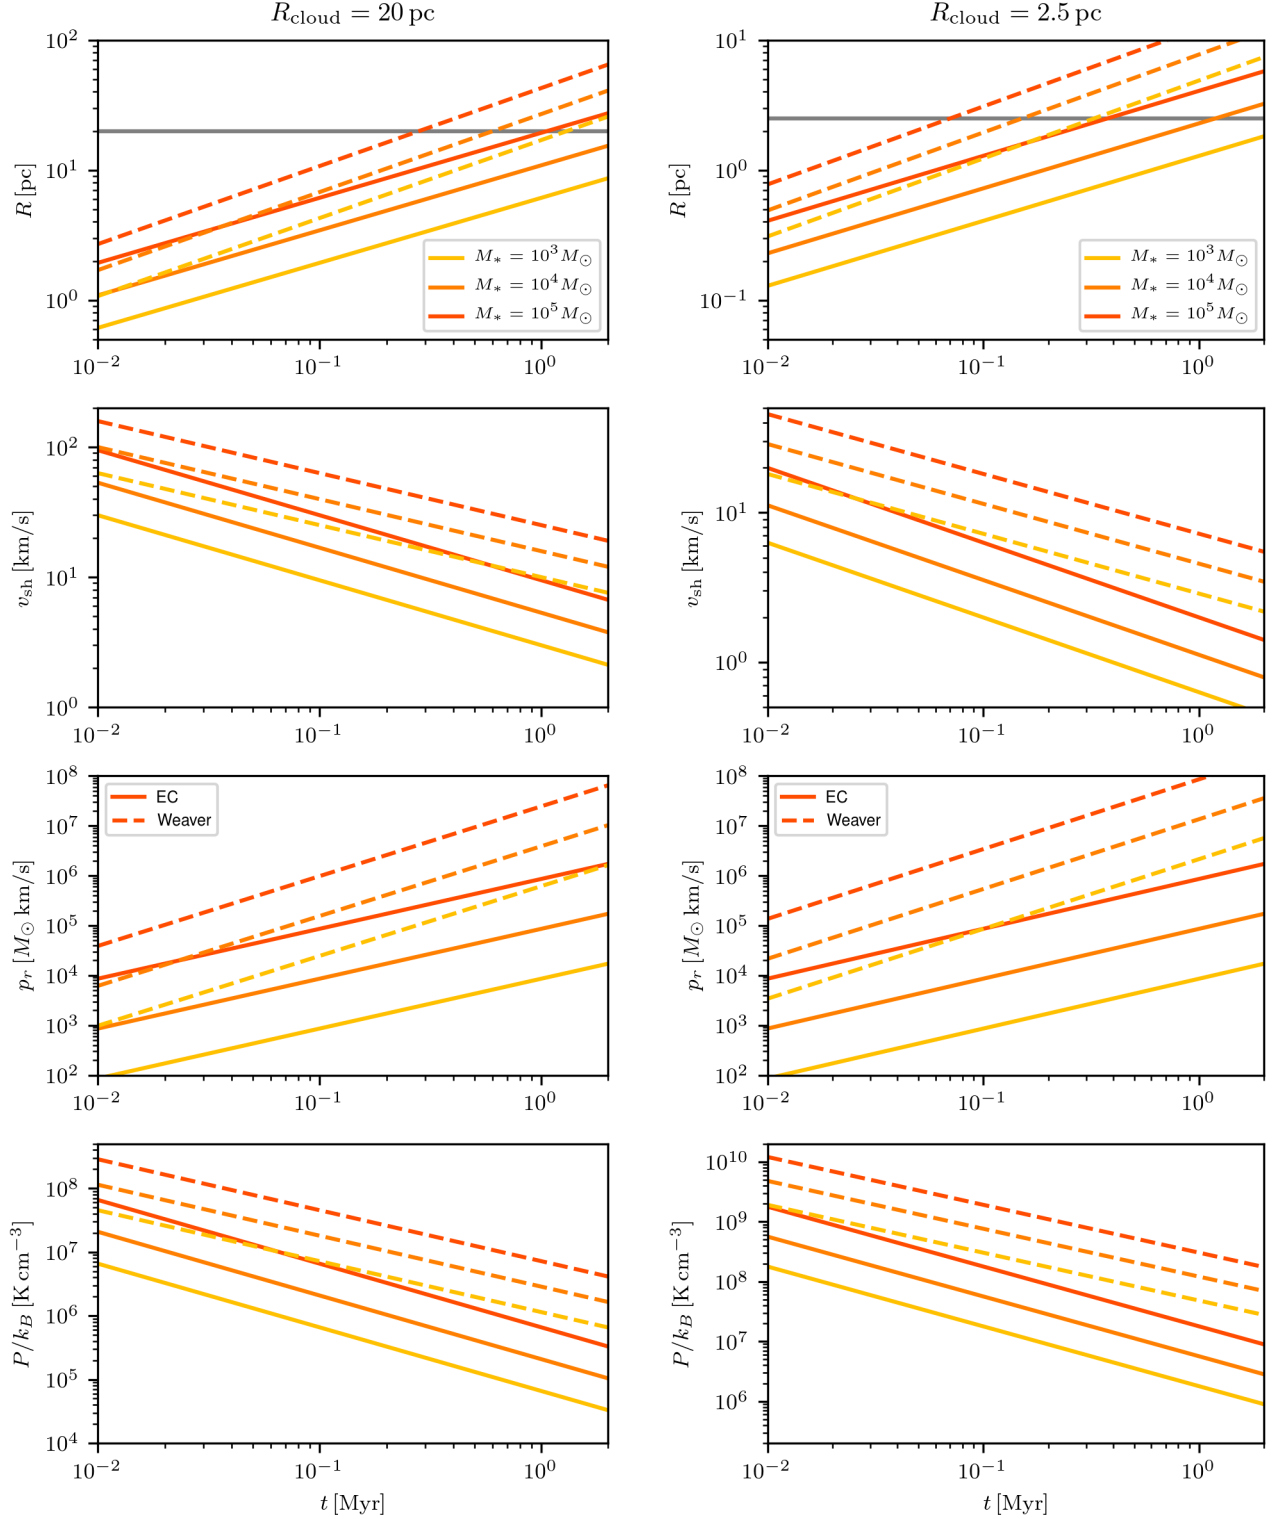 R_cloud = 20 pc
R_cloud = 2.5 pc
10^2
10^1
10^0
R [pc]
M_* = 10^3 M_⊙
M_* = 10^4 M_⊙
M_* = 10^5 M_⊙
10^−2 10^−1 10^0
10^1
10^0
10^−1
R [pc]
M_* = 10^3 M_⊙
M_* = 10^4 M_⊙
M_* = 10^5 M_⊙
10^−2 10^−1 10^0
10^2
10^1
10^0
v_sh [km/s]
10^−2 10^−1 10^0
10^1
10^0
v_sh [km/s]
10^−2 10^−1 10^0
10^8
10^7
10^6
10^5
10^4
10^3
10^2
p_r [M_⊙ km/s]
EC
Weaver
10^−2 10^−1 10^0
10^8
10^7
10^6
10^5
10^4
10^3
10^2
p_r [M_⊙ km/s]
EC
Weaver
10^−2 10^−1 10^0
10^8
10^7
10^6
10^5
10^4
P/k_B [K cm^−3]
10^−2 10^−1 10^0
t [Myr]
10^10
10^9
10^8
10^7
10^6
P/k_B [K cm^−3]
10^−2 10^−1 10^0
t [Myr]